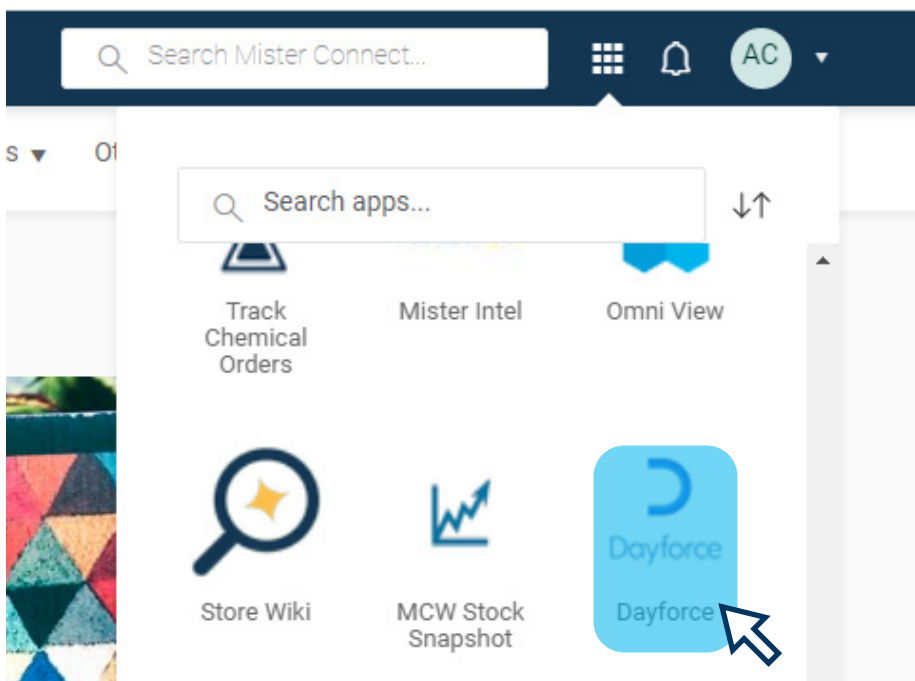 Search Mister Connect...
AC
s
Ot
Search apps...
Track
Chemical
Orders
Mister Intel
Omni View
Dayforce
Store Wiki
MCW Stock
Snapshot
Dayforce